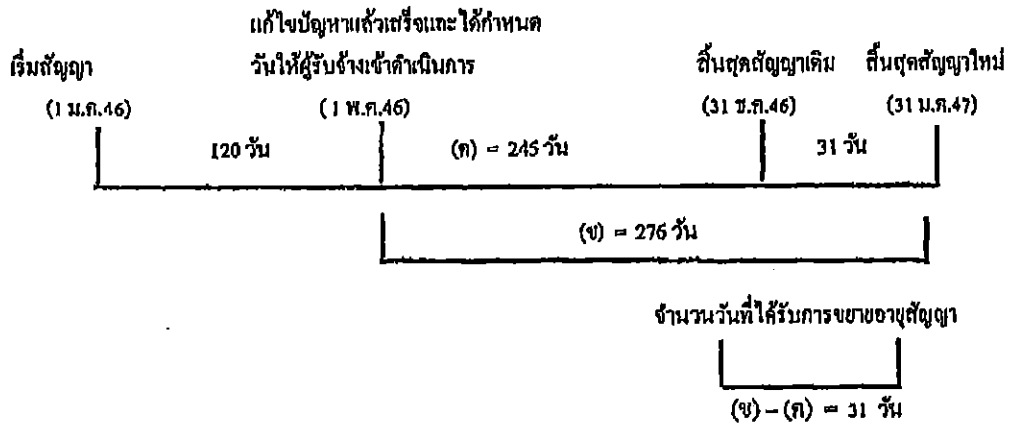 แก้ไขปัญหาแล้วเสร็จและได้กำหนด
เริ่มสัญญา วันให้ผู้รับจ้างเข้าดำเนินการ สิ้นสุดสัญญาเดิม สิ้นสุดสัญญาใหม่
(1 ม.ค.46) (1 พ.ค.46) (31 ธ.ค.46) (31 ม.ค.47)
120 วัน (ค) = 245 วัน 31 วัน
(ข) = 276 วัน
จำนวนวันที่ได้รับการขยายอายุสัญญา
(ข) – (ค) = 31 วัน